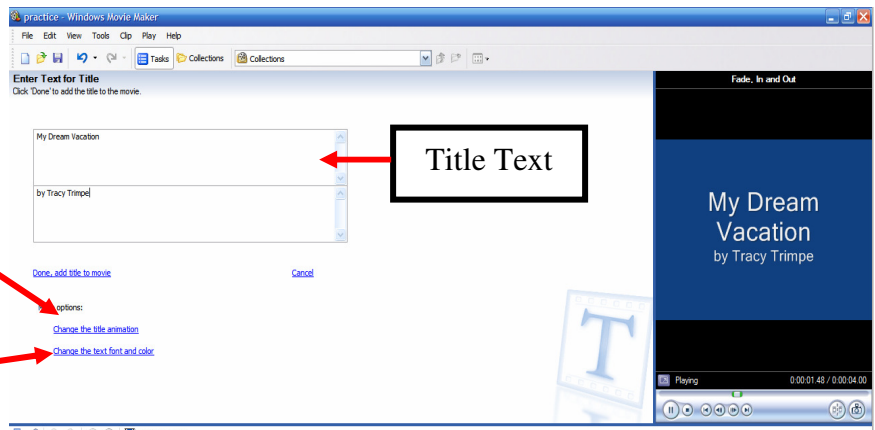 practice - Windows Movie Maker
File Edit View Tools Clip Play Help
Tasks Collections Collections
Enter Text for Title
Click 'Done' to add the title to the movie.
Fade, In and Out
My Dream Vacation
Title Text
by Tracy Trimpe
My Dream
Vacation
by Tracy Trimpe
Done, add title to movie Cancel
options:
Change the title animation
Change the text font and color
T
Playing 0:00:01.48 / 0:00:04.00